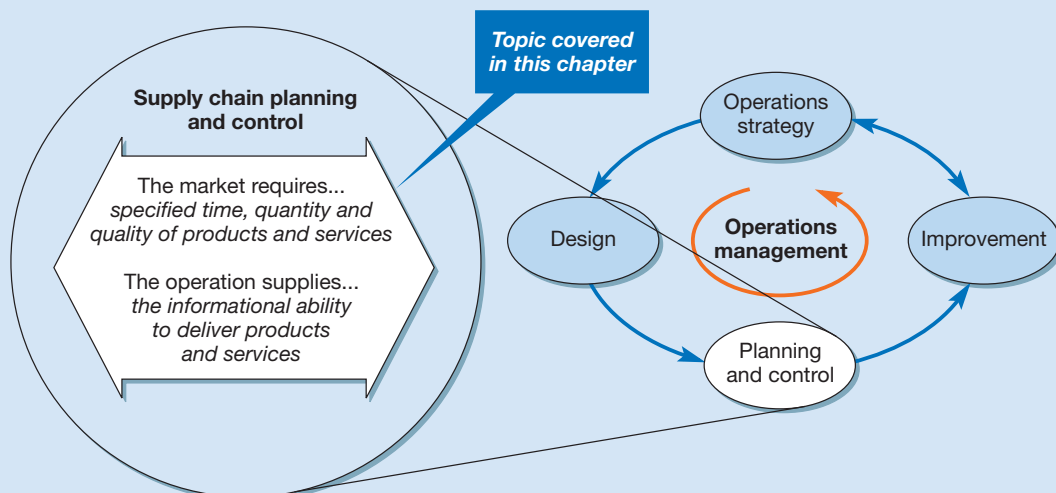 Topic covered
in this chapter
Supply chain planning
and control
The market requires...
specified time, quantity and
quality of products and services
The operation supplies...
the informational ability
to deliver products
and services
Operations
strategy
Design
Operations
management
Improvement
Planning
and control